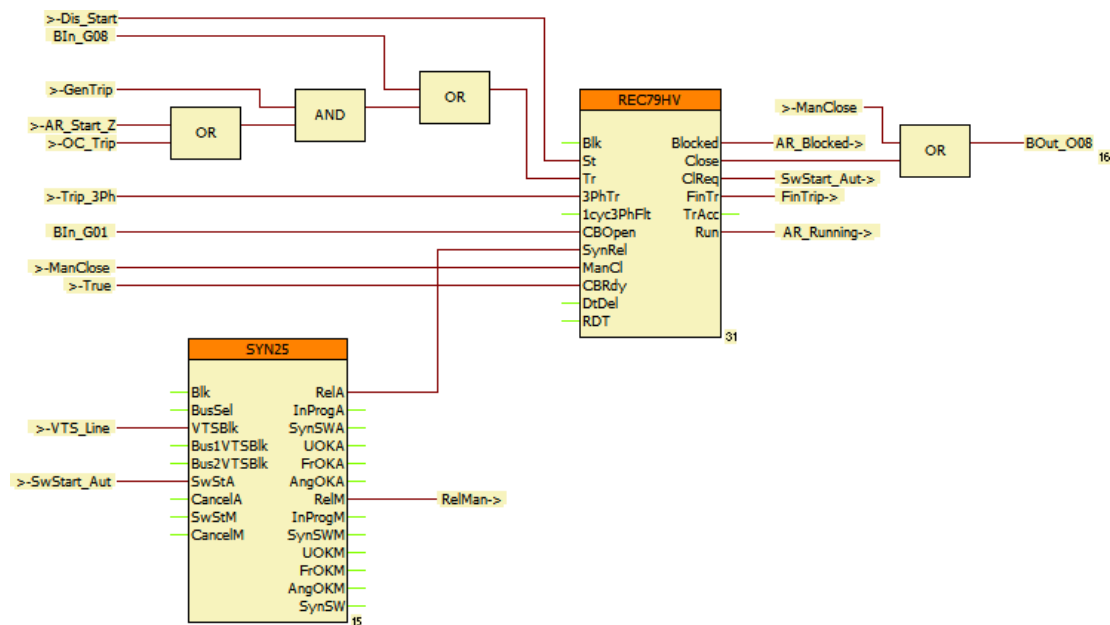 >-Dis_Start
BIn_G08
>-GenTrip
>-AR_Start_Z
>-OC_Trip
OR
AND
OR
>-Trip_3Ph
BIn_G01
>-ManClose
>-True
REC79HV
Blk
St
Tr
3PhTr
1cyc3PhFlt
CBOpen
SynRel
ManCl
CBRdy
DtDel
RDT
Blocked
Close
ClReq
FinTr
TrAcc
Run
31
>-ManClose
AR_Blocked->
SwStart_Aut->
FinTrip->
AR_Running->
OR
BOut_O08
16
>-VTS_Line
>-SwStart_Aut
SYN25
Blk
BusSel
VTSBlk
Bus1VTSBlk
Bus2VTSBlk
SwStA
CancelA
SwStM
CancelM
RelA
InProgA
SynSWA
UOKA
FrOKA
AngOKA
RelM
InProgM
SynSWM
UOKM
FrOKM
AngOKM
SynSW
15
RelMan->